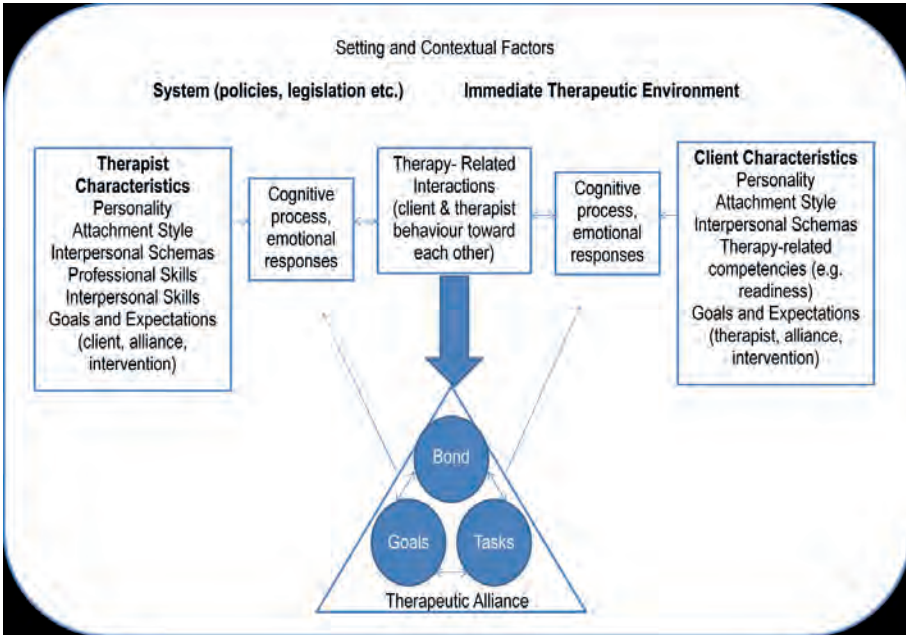 Setting and Contextual Factors
System (policies, legislation etc.)
Immediate Therapeutic Environment
Therapist
Characteristics
Personality
Attachment Style
Interpersonal Schemas
Professional Skills
Interpersonal Skills
Goals and Expectations
(client, alliance,
intervention)
Cognitive
process,
emotional
responses
Therapy- Related
Interactions
(client & therapist
behaviour toward
each other)
Cognitive
process,
emotional
responses
Client Characteristics
Personality
Attachment Style
Interpersonal Schemas
Therapy-related
competencies (e.g.
readiness)
Goals and Expectations
(therapist, alliance,
intervention)
Bond
Goals
Tasks
Therapeutic Alliance